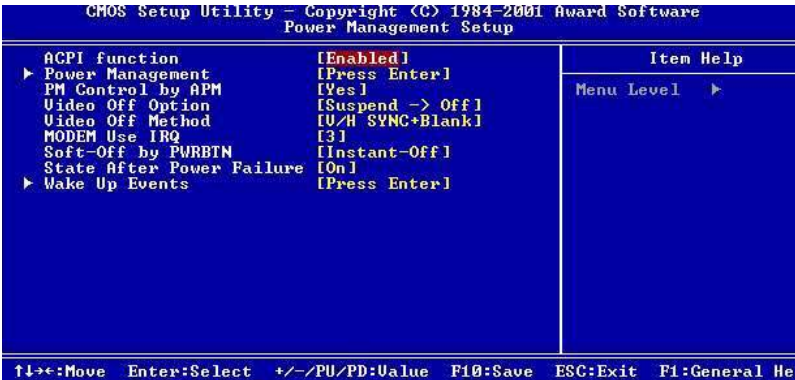 CMOS Setup Utility - Copyright (C) 1984-2001 Award Software
Power Management Setup
ACPI function [Enabled]
► Power Management [Press Enter]
PM Control by APM [Yes]
Video Off Option [Suspend -> Off]
Video Off Method [V/H SYNC+Blank]
MODEM Use IRQ [3]
Soft-Off by PWRBTN [Instant-Off]
State After Power Failure [On]
► Wake Up Events [Press Enter]
Item Help
Menu Level ►
↑↓→←:Move Enter:Select +/-/PU/PD:Value F10:Save ESC:Exit F1:General He